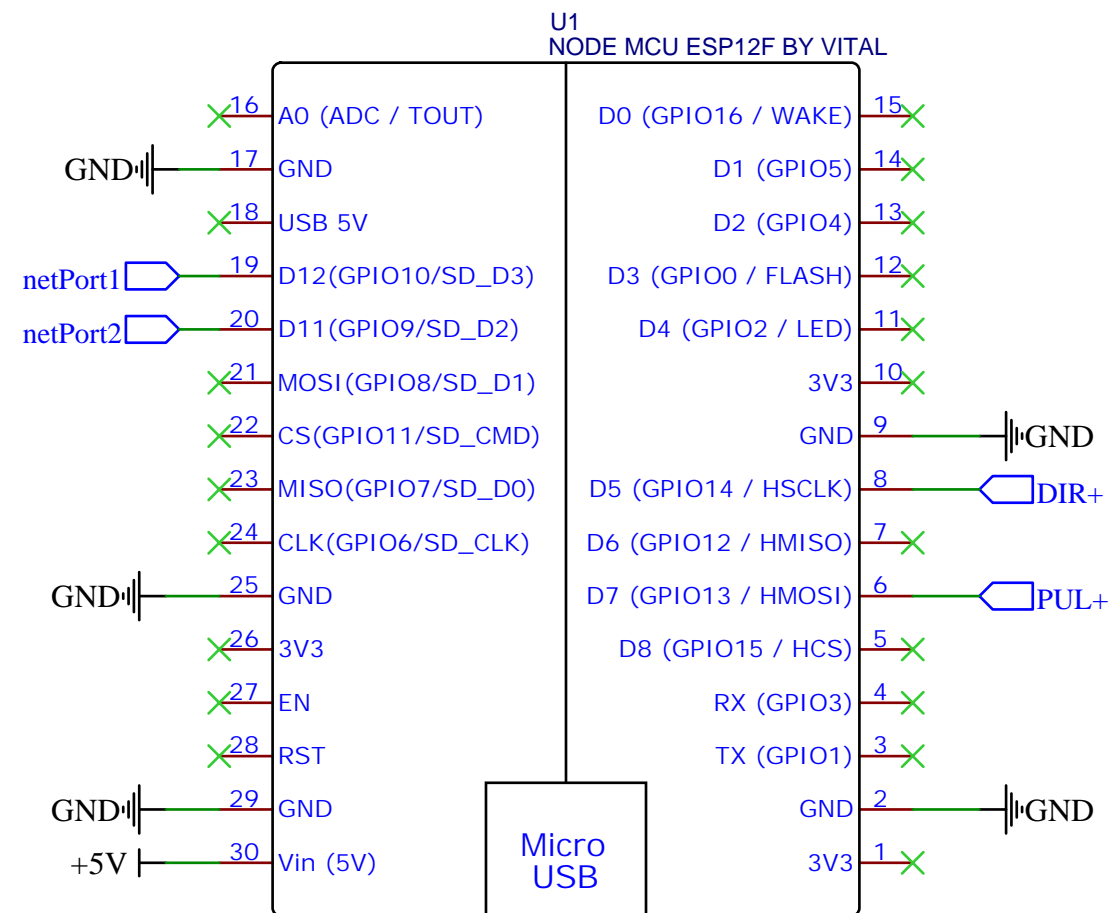 U1
NODE MCU ESP12F BY VITAL
16 A0 (ADC / TOUT) D0 (GPIO16 / WAKE) 15
GND 17 GND D1 (GPIO5) 14
18 USB 5V D2 (GPIO4) 13
netPort1 19 D12(GPIO10/SD_D3) D3 (GPIO0 / FLASH) 12
netPort2 20 D11(GPIO9/SD_D2) D4 (GPIO2 / LED) 11
21 MOSI(GPIO8/SD_D1) 3V3 10
22 CS(GPIO11/SD_CMD) GND 9 GND
23 MISO(GPIO7/SD_D0) D5 (GPIO14 / HSCLK) 8 DIR+
24 CLK(GPIO6/SD_CLK) D6 (GPIO12 / HMISO) 7
GND 25 GND D7 (GPIO13 / HMOSI) 6 PUL+
26 3V3 D8 (GPIO15 / HCS) 5
27 EN RX (GPIO3) 4
28 RST TX (GPIO1) 3
GND 29 GND GND 2 GND
+5V 30 Vin (5V) 3V3 1
Micro
USB